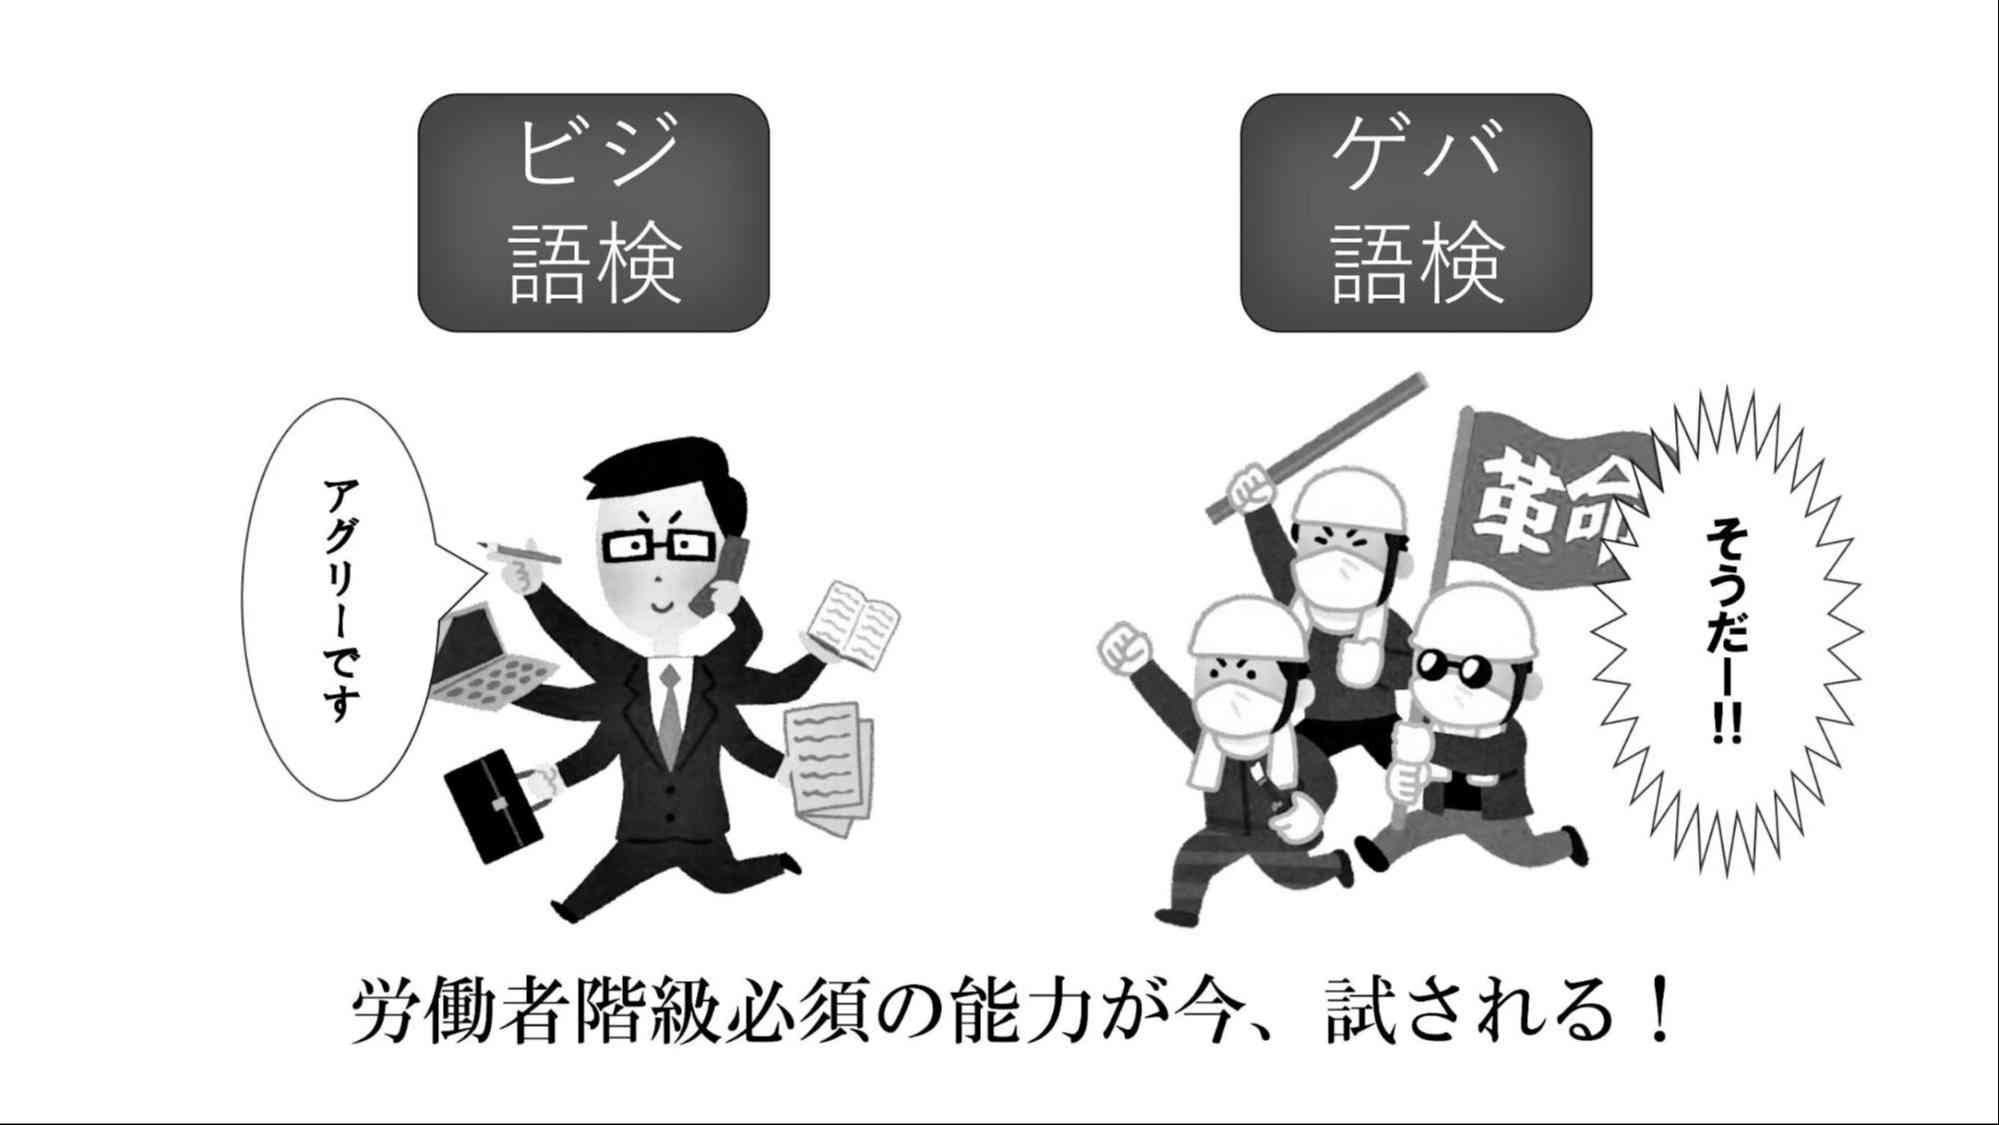 ビジ
語検
ゲバ
語検
アグリーです
革命
そうだー!!
労働者階級必須の能力が今、試される！